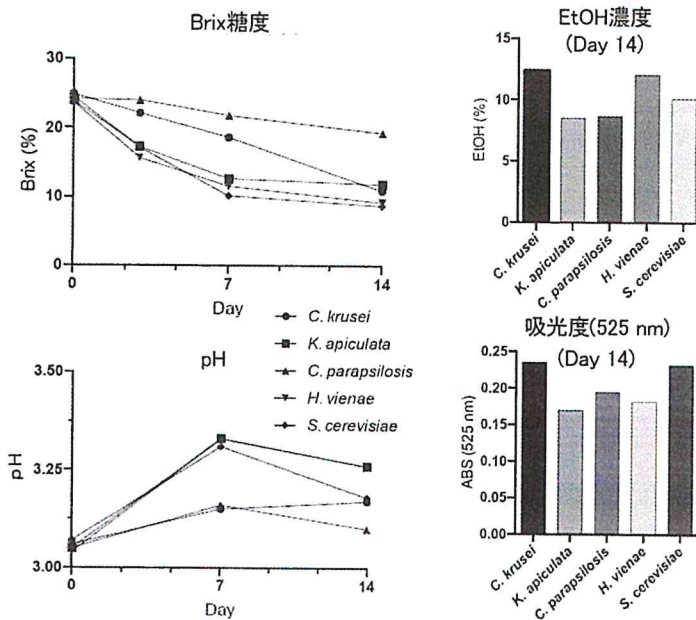 Brix糖度
30
20
10
0
Brix (%)
0
7
14
Day
EtOH濃度
(Day 14)
15
10
5
0
EtOH (%)
C. krusei
K. apiculata
C. parapsilosis
H. vienae
S. cerevisiae
C. krusei
K. apiculata
C. parapsilosis
H. vienae
S. cerevisiae
pH
3.50
3.25
3.00
pH
0
7
14
Day
吸光度(525 nm)
(Day 14)
0.25
0.20
0.15
0.10
0.05
0.00
ABS (525 nm)
C. krusei
K. apiculata
C. parapsilosis
H. vienae
S. cerevisiae